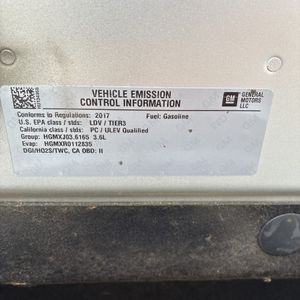 VEHICLE EMISSION
CONTROL INFORMATION
GM
GENERAL
MOTORS
LLC
Conforms to Regulations: 2017 Fuel: Gasoline
U.S. EPA class / stds: LDV / TIER3
California class / stds: PC / ULEV Qualified
Group: HGMXJ03.6165 3.6L
Evap: HGMXR0112835
DGI/HO2S/TWC, CA OBD: II